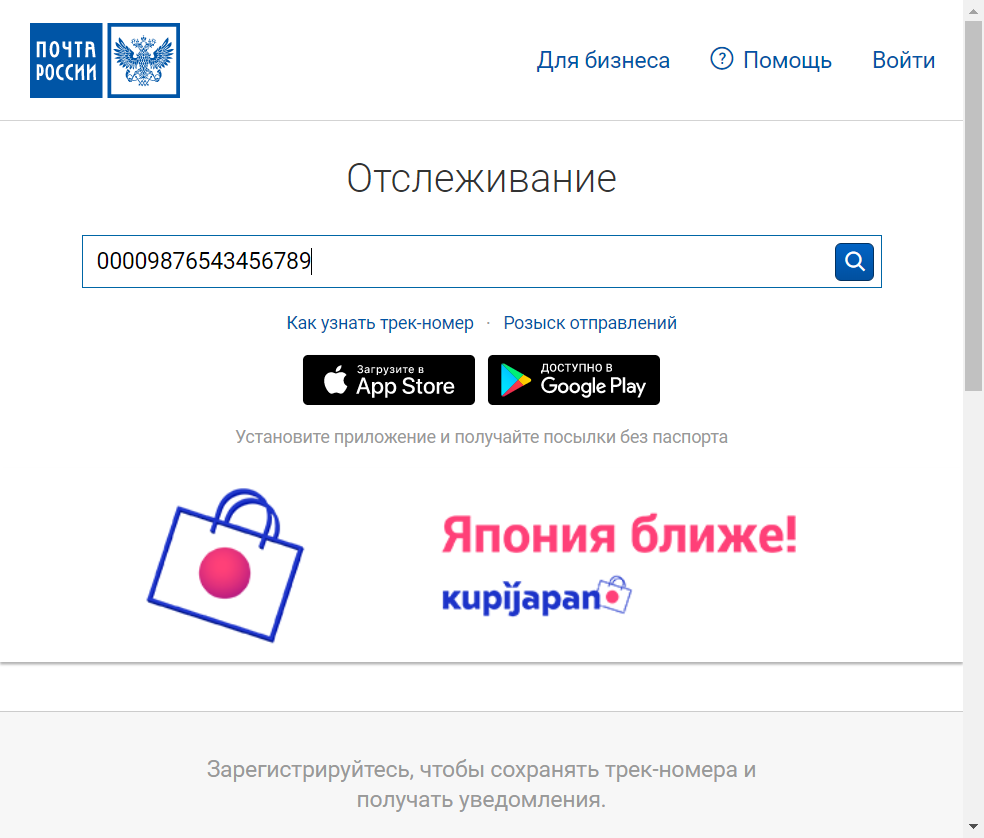 ПОЧТА
РОССИИ
Для бизнеса
? Помощь
Войти
Отслеживание
00009876543456789
Как узнать трек-номер · Розыск отправлений
Загрузите в
App Store
ДОСТУПНО В
Google Play
Установите приложение и получайте посылки без паспорта
Япония ближе!
kupijapan
Зарегистрируйтесь, чтобы сохранять трек-номера и
получать уведомления.